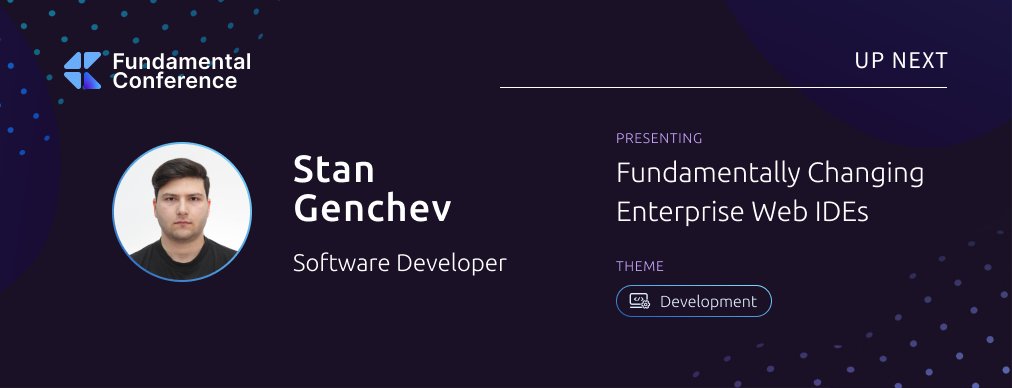 Fundamental
Conference
UP NEXT
Stan
Genchev
Software Developer
PRESENTING
Fundamentally Changing
Enterprise Web IDEs
THEME
Development